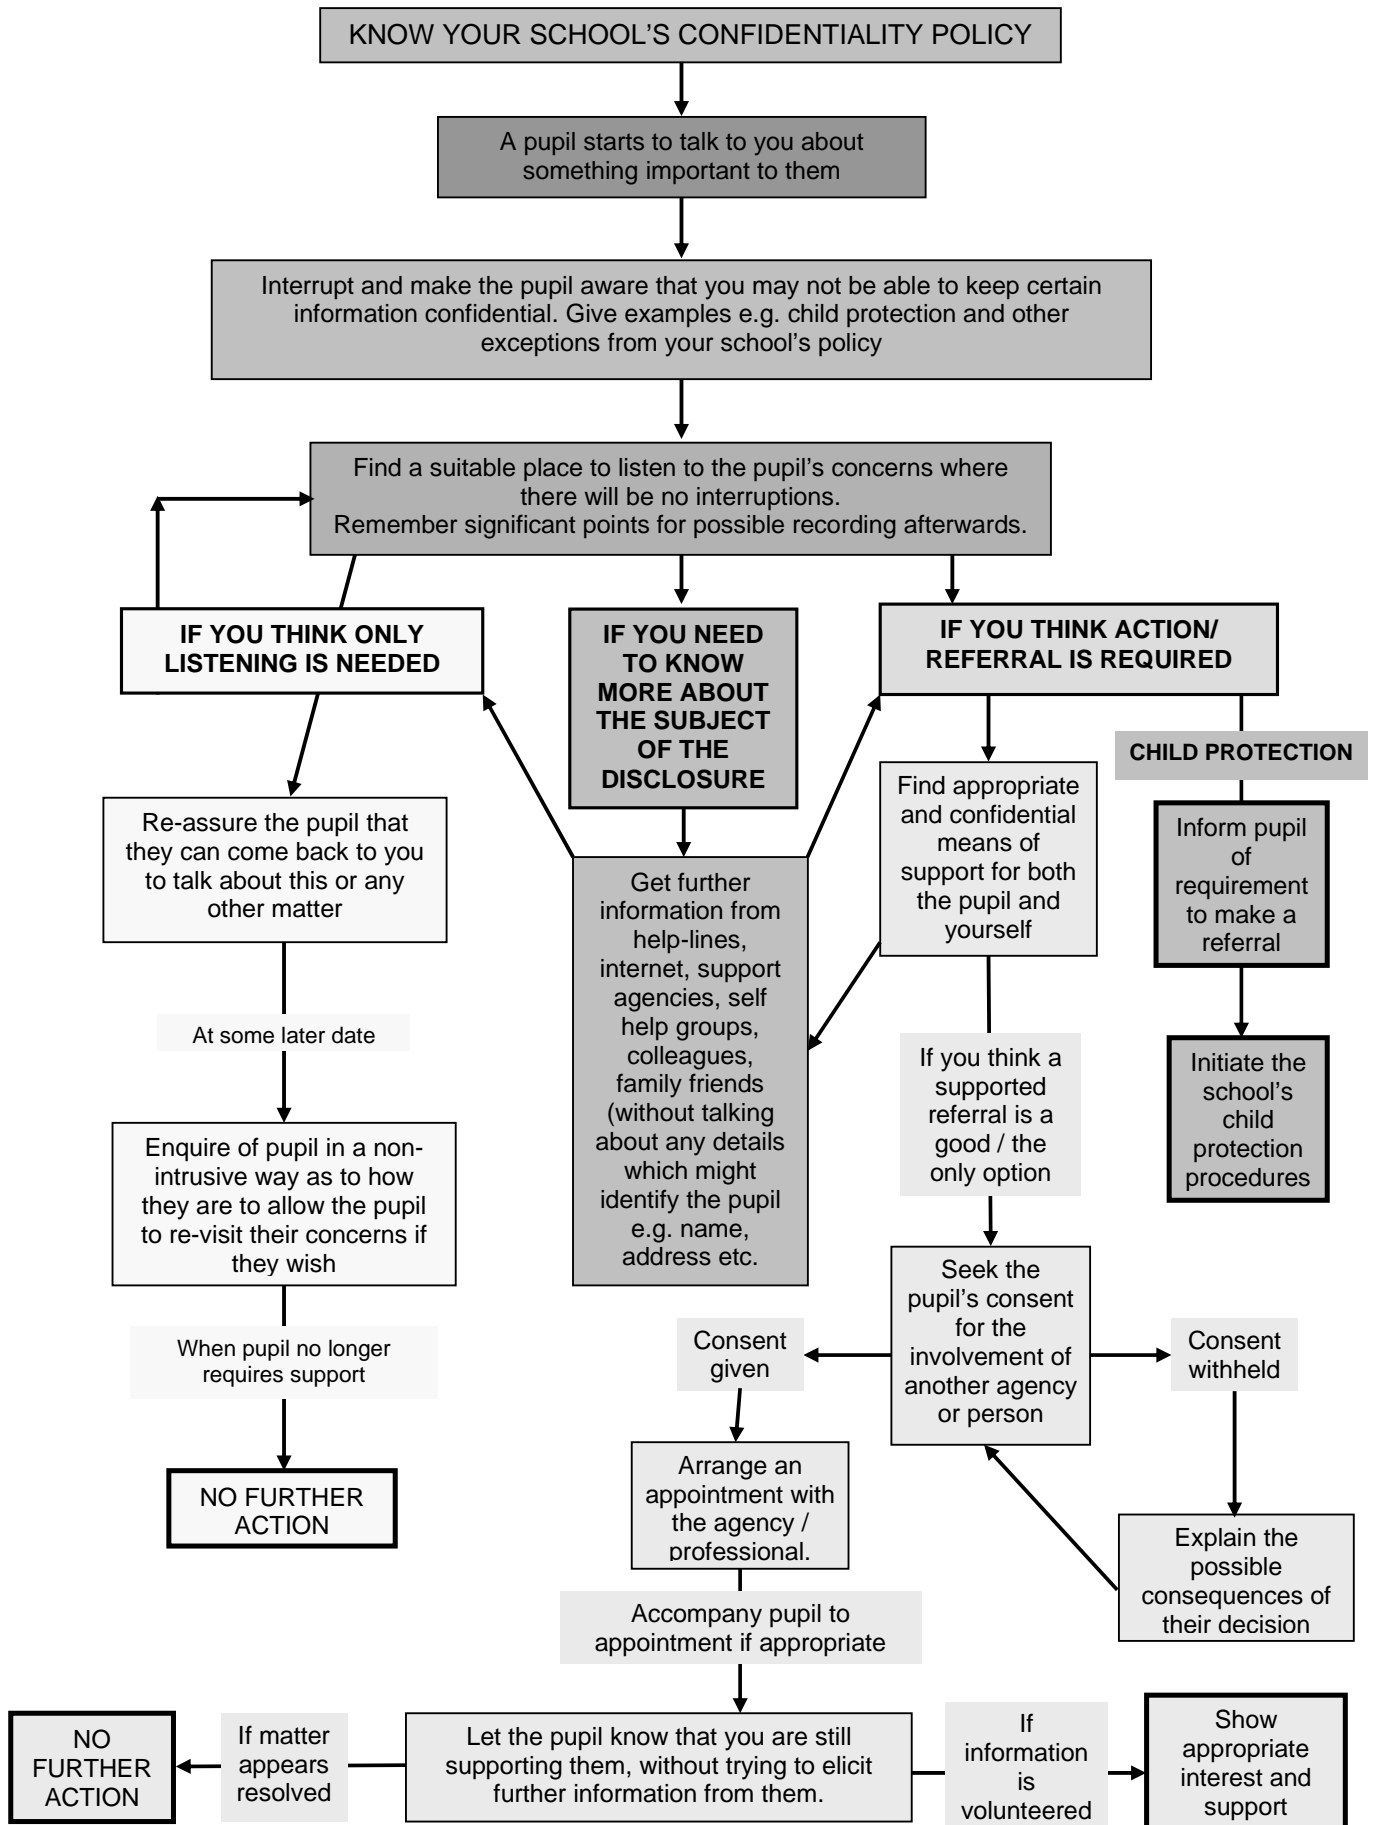 KNOW YOUR SCHOOL’S CONFIDENTIALITY POLICY
A pupil starts to talk to you about
something important to them
Interrupt and make the pupil aware that you may not be able to keep certain
information confidential. Give examples e.g. child protection and other
exceptions from your school’s policy
Find a suitable place to listen to the pupil’s concerns where
there will be no interruptions.
Remember significant points for possible recording afterwards.
IF YOU THINK ONLY
LISTENING IS NEEDED
IF YOU NEED
TO KNOW
MORE ABOUT
THE SUBJECT
OF THE
DISCLOSURE
IF YOU THINK ACTION/
REFERRAL IS REQUIRED
CHILD PROTECTION
Re-assure the pupil that
they can come back to you
to talk about this or any
other matter
Get further
information from
help-lines,
internet, support
agencies, self
help groups,
colleagues,
family friends
(without talking
about any details
which might
identify the pupil
e.g. name,
address etc.
Find appropriate
and confidential
means of
support for both
the pupil and
yourself
Inform pupil
of
requirement
to make a
referral
At some later date
If you think a
supported
referral is a
good / the
only option
Initiate the
school’s
child
protection
procedures
Enquire of pupil in a non-
intrusive way as to how
they are to allow the pupil
to re-visit their concerns if
they wish
When pupil no longer
requires support
NO FURTHER
ACTION
Consent
given
Seek the
pupil’s consent
for the
involvement of
another agency
or person
Consent
withheld
Arrange an
appointment with
the agency /
professional.
Explain the
possible
consequences of
their decision
Accompany pupil to
appointment if appropriate
NO
FURTHER
ACTION
If matter
appears
resolved
Let the pupil know that you are still
supporting them, without trying to elicit
further information from them.
If
information
is
volunteered
Show
appropriate
interest and
support